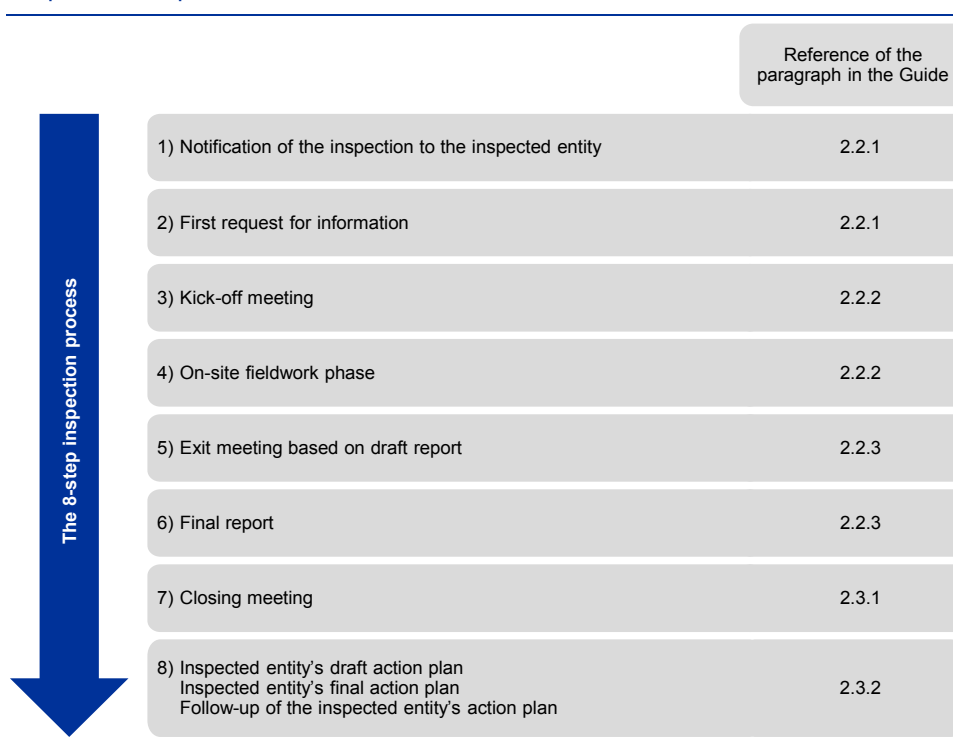 Reference of the
paragraph in the Guide
The 8-step inspection process
1) Notification of the inspection to the inspected entity 2.2.1
2) First request for information 2.2.1
3) Kick-off meeting 2.2.2
4) On-site fieldwork phase 2.2.2
5) Exit meeting based on draft report 2.2.3
6) Final report 2.2.3
7) Closing meeting 2.3.1
8) Inspected entity's draft action plan
Inspected entity's final action plan 2.3.2
Follow-up of the inspected entity's action plan